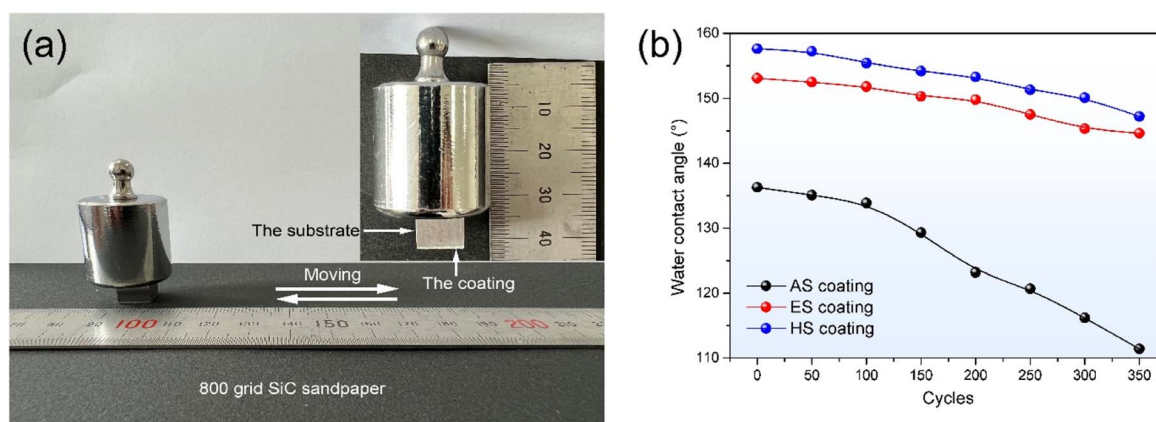 (a)
10
20
30
40
The substrate
The coating
Moving
100
110
150
200
800 grid SiC sandpaper
(b)
160
150
140
130
120
110
Water contact angle (°)
AS coating
ES coating
HS coating
0 50 100 150 200 250 300 350
Cycles